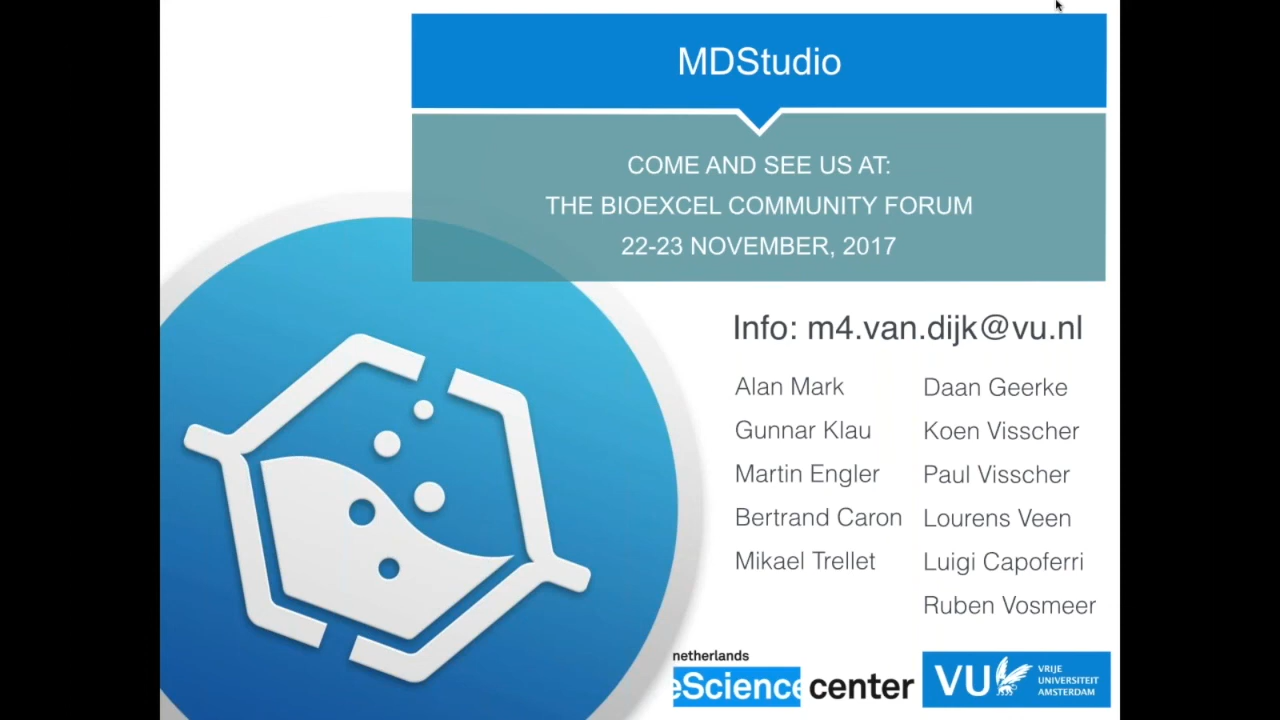 MDStudio
COME AND SEE US AT:
THE BIOEXCEL COMMUNITY FORUM
22-23 NOVEMBER, 2017
Info: m4.van.dijk@vu.nl
Alan Mark
Gunnar Klau
Martin Engler
Bertrand Caron
Mikael Trellet
Daan Geerke
Koen Visscher
Paul Visscher
Lourens Veen
Luigi Capoferri
Ruben Vosmeer
netherlands
eScience center
VU
VRIJE
UNIVERSITEIT
AMSTERDAM